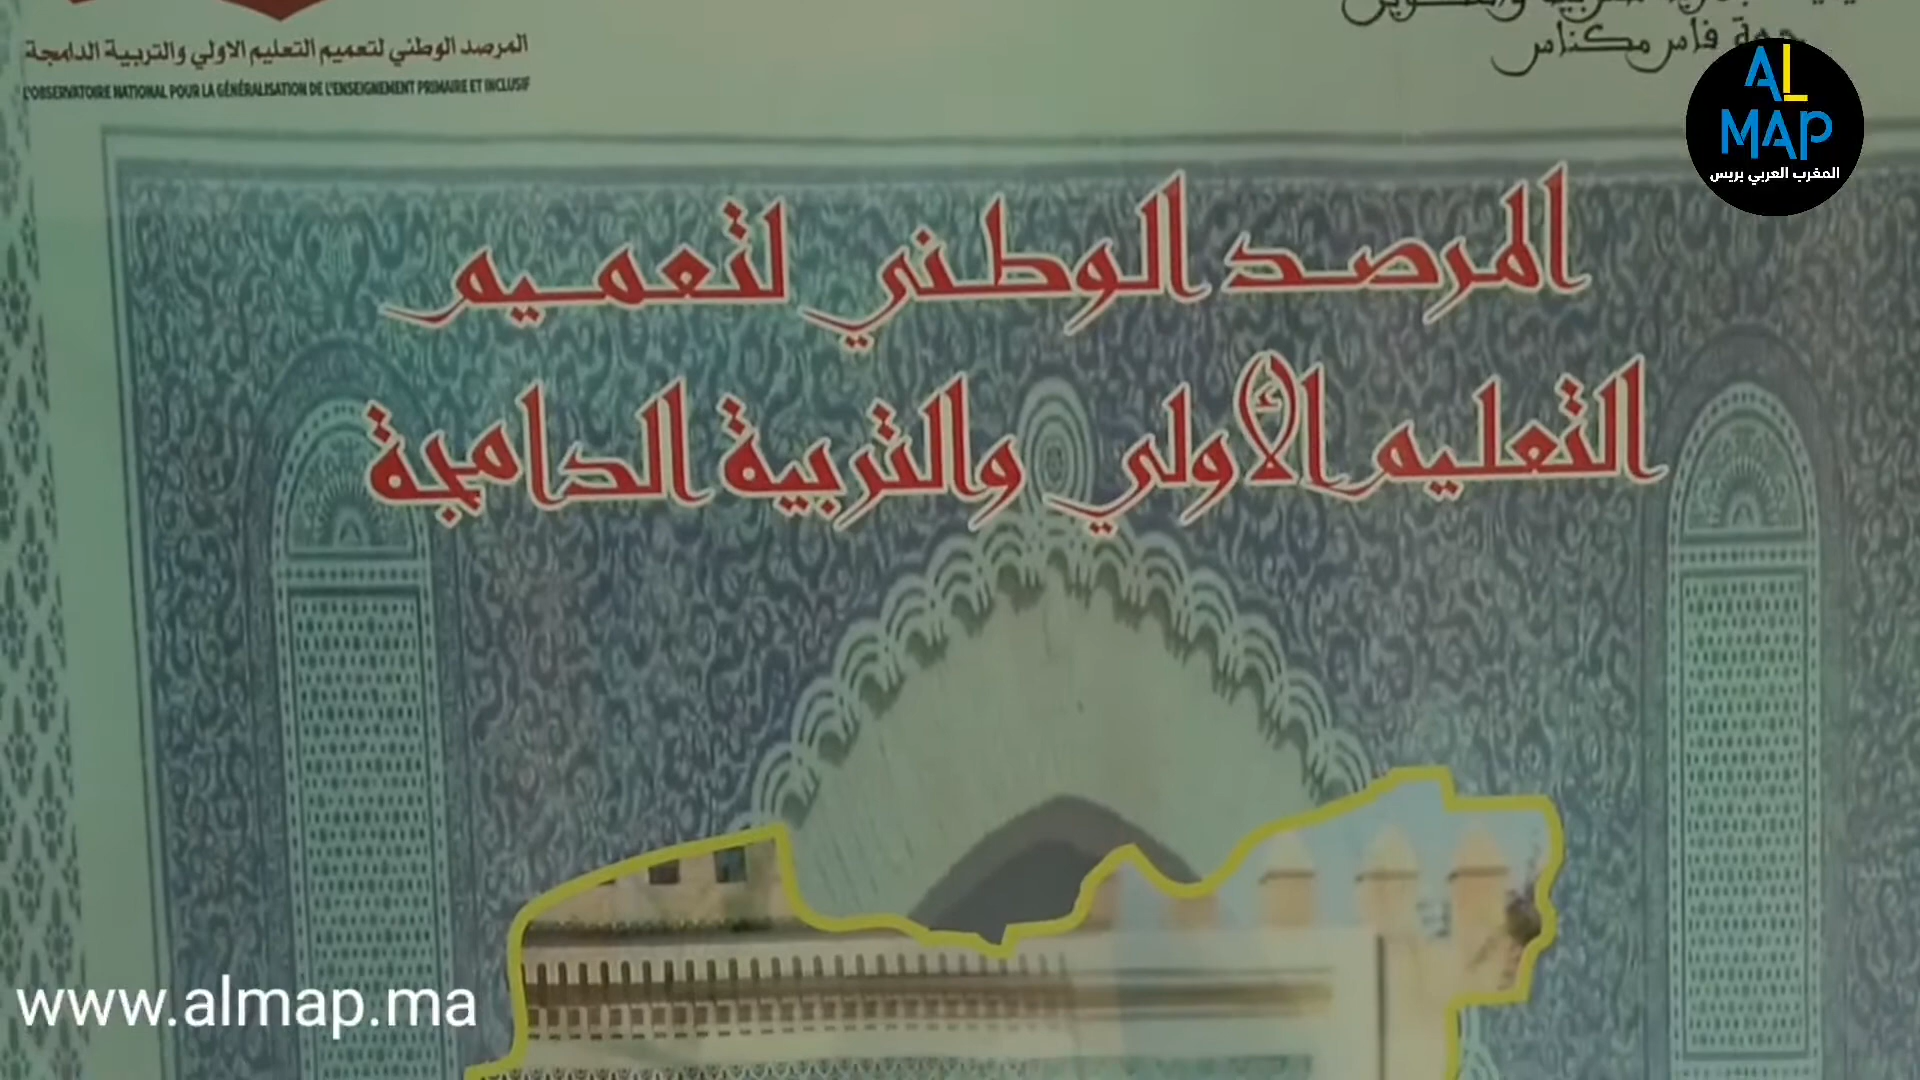 المرصد الوطني لتعميم التعليم الاولي والتربية الدامجة
L'OBSERVATOIRE NATIONAL POUR LA GÉNÉRALISATION DE L'ENSEIGNEMENT PRIMAIRE ET INCLUSIF
جهة فاس مكناس
AL
MAP
المغرب العربي بريس
المرصد الوطني لتعميم
التعليم الأولي والتربية الدامجة
www.almap.ma